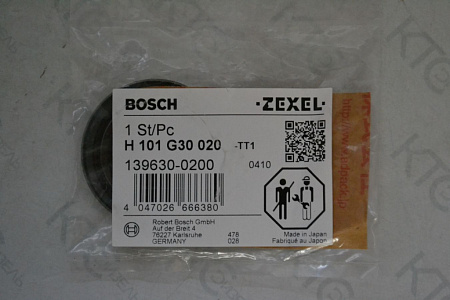 BOSCH
·ZEXEL·
1 St/Pc
H 101 G30 020 -TT1
139630-0200 0410
4 047026 666380
Robert Bosch GmbH
Auf der Breit 4
76227 Karlsruhe 478
GERMANY 028
Made in Japan
Fabriqué au Japon